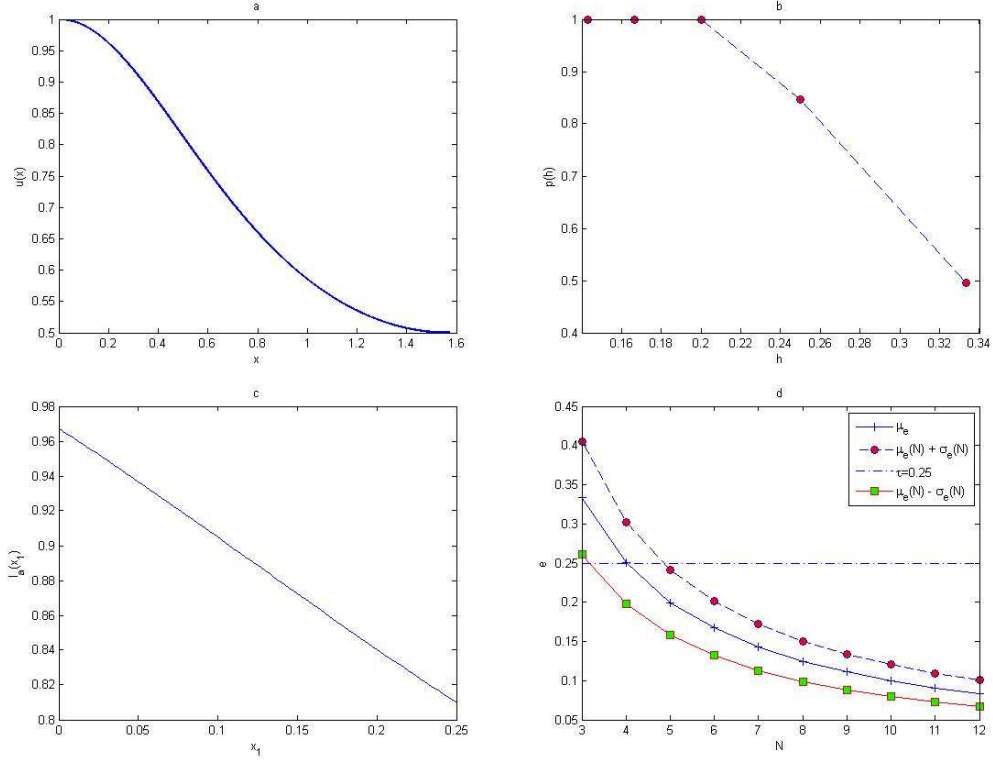 a
1
0.95
0.9
0.85
0.8
0.75
0.7
0.65
0.6
0.55
0.5
u(x)
0 0.2 0.4 0.6 0.8 1 1.2 1.4 1.6
x
b
1
0.9
0.8
0.7
0.6
0.5
0.4
p(h)
0.16 0.18 0.2 0.22 0.24 0.26 0.28 0.3 0.32 0.34
h
c
0.98
0.96
0.94
0.92
0.9
0.88
0.86
0.84
0.82
0.8
I_a(x_1)
0 0.05 0.1 0.15 0.2 0.25
x_1
d
0.45
0.4
0.35
0.3
0.25
0.2
0.15
0.1
0.05
e
μ_e
μ_e(N) + σ_e(N)
τ=0.25
μ_e(N) - σ_e(N)
3 4 5 6 7 8 9 10 11 12
N